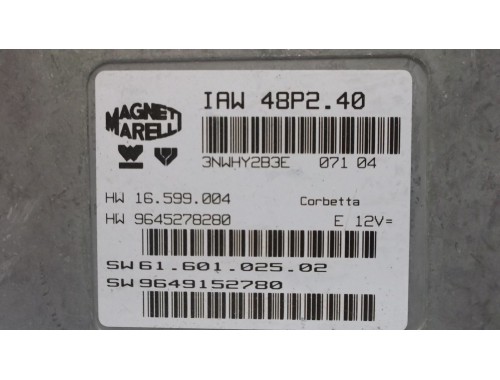 IAW 48P2.40
MAGNETI
MARELLI
3NWHY2B3E 071 04
HW 16.599.004 Corbetta
HW 9645278280 E 12V=
SW 61.601.025.02
SW 9649152780